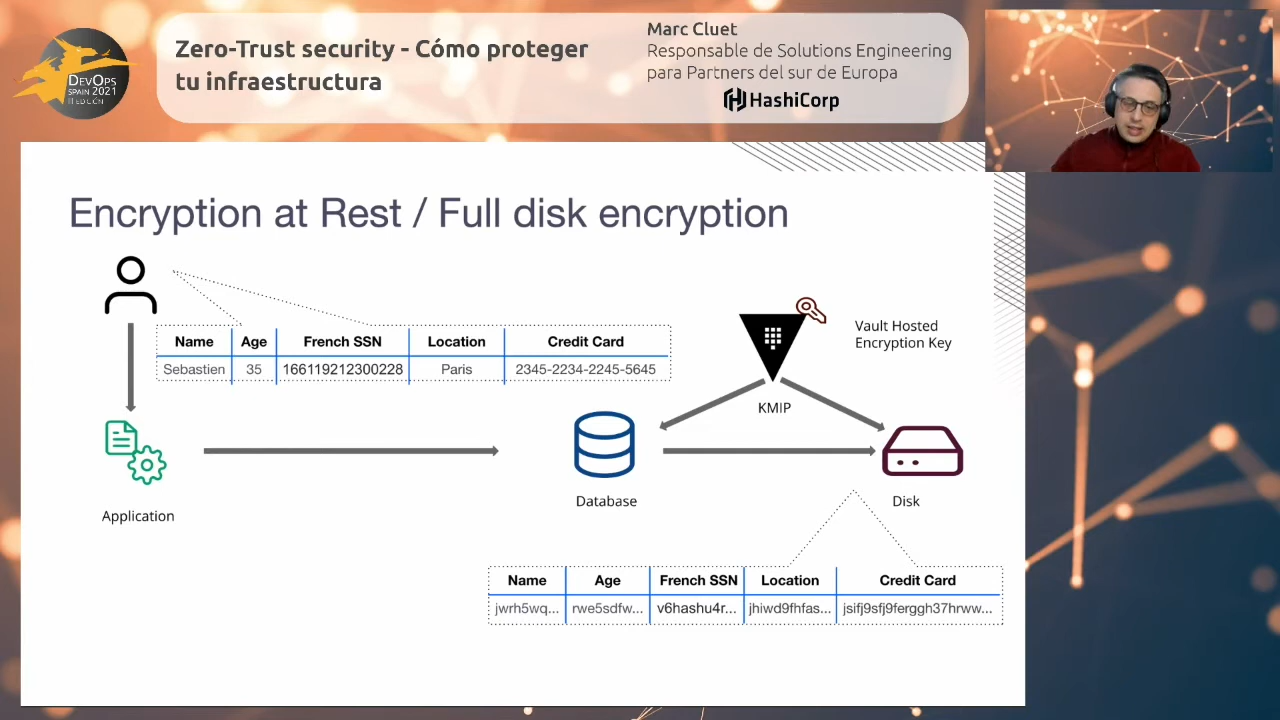 DEVOPS
SPAIN 2021
II EDICIÓN
Zero-Trust security - Cómo proteger
tu infraestructura
Marc Cluet
Responsable de Solutions Engineering
para Partners del sur de Europa
HashiCorp
Encryption at Rest / Full disk encryption
Name Age French SSN Location Credit Card
Sebastien 35 166119212300228 Paris 2345-2234-2245-5645
Vault Hosted
Encryption Key
KMIP
Application
Database
Disk
Name Age French SSN Location Credit Card
jwrh5wq... rwe5sdfw... v6hashu4r... jhiwd9fhfas... jsifj9sfj9ferggh37hrww...